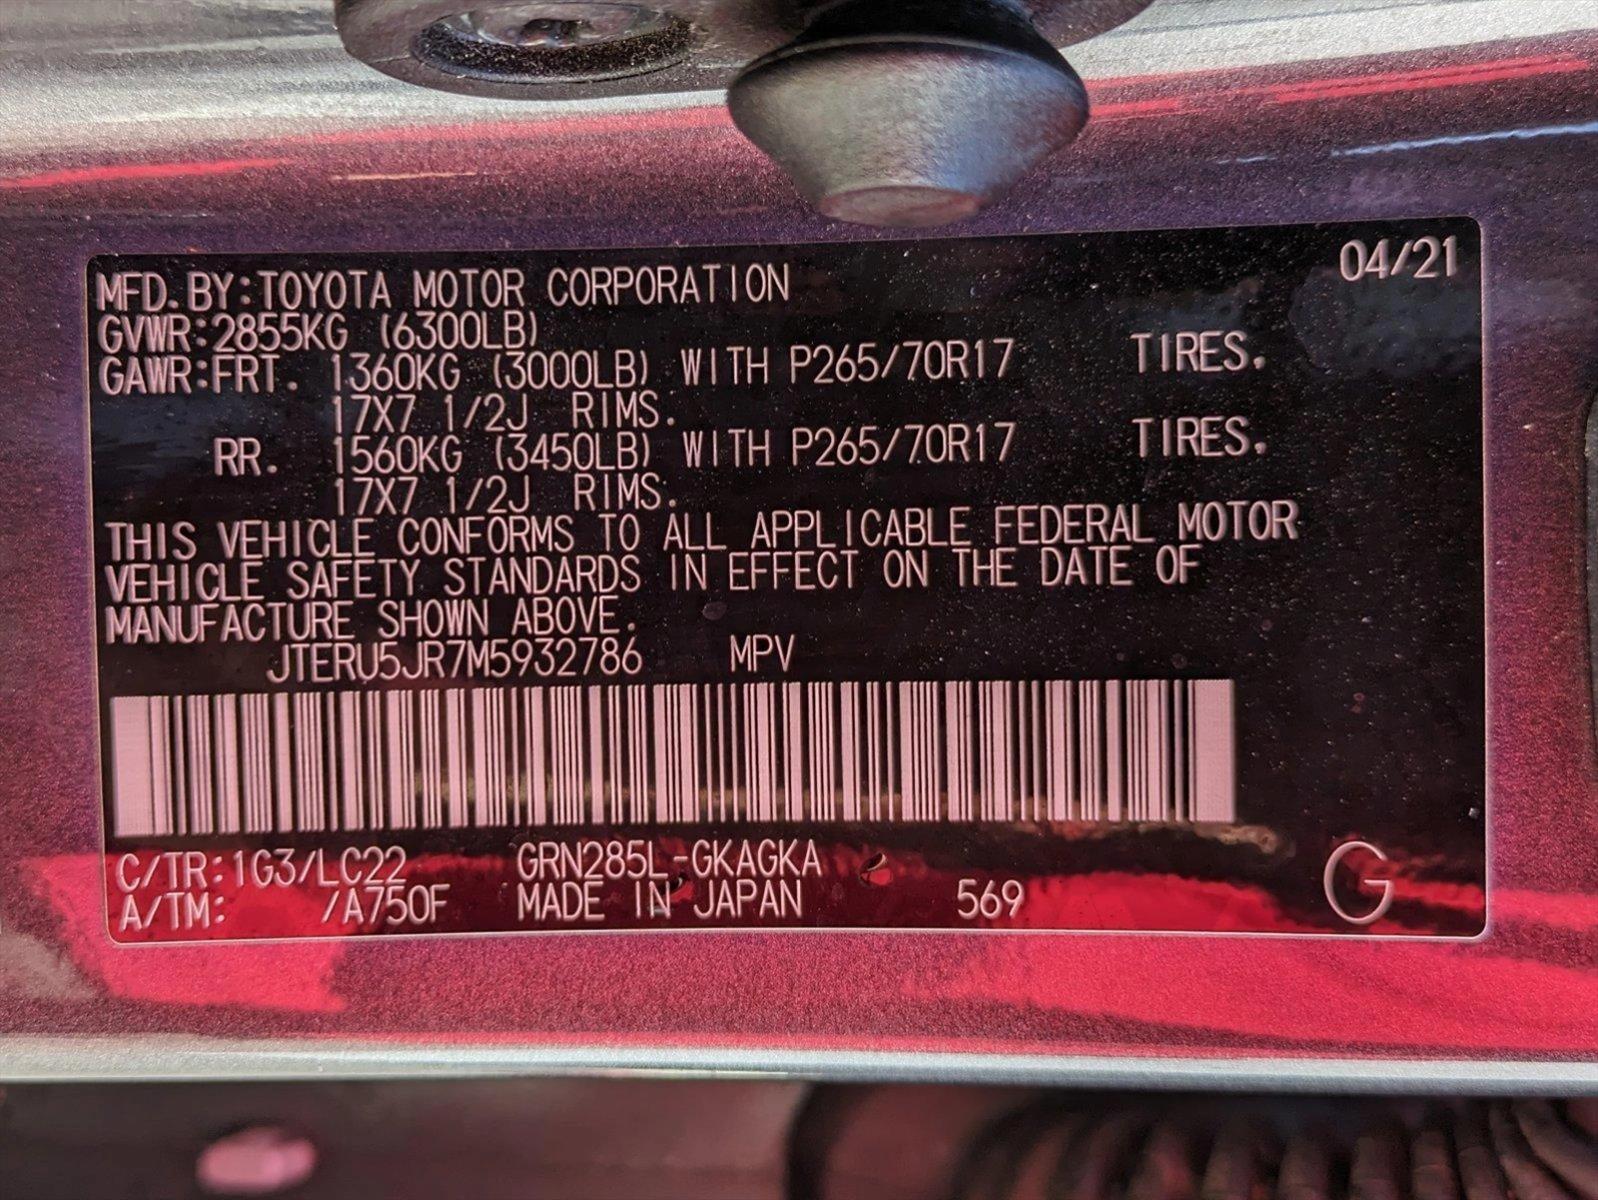 04/21
MFD. BY:TOYOTA MOTOR CORPORATION
GVWR:2855KG (6300LB)
GAWR:FRT. 1360KG (3000LB) WITH P265/70R17 TIRES.
17X7 1/2J RIMS.
RR. 1560KG (3450LB) WITH P265/70R17 TIRES.
17X7 1/2J RIMS.
THIS VEHICLE CONFORMS TO ALL APPLICABLE FEDERAL MOTOR
VEHICLE SAFETY STANDARDS IN EFFECT ON THE DATE OF
MANUFACTURE SHOWN ABOVE.
JTERU5JR7M5932786 MPV
C/TR:1G3/LC22 GRN285L-GKAGKA
A/TM: /A750F MADE IN JAPAN 569 G